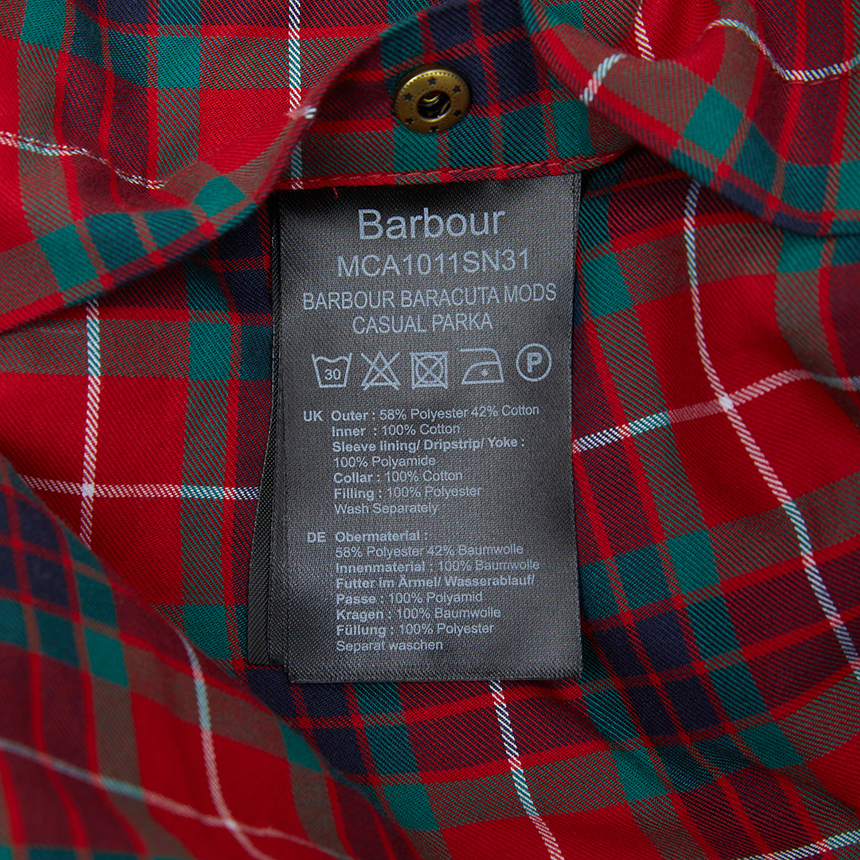 Barbour
MCA1011SN31
BARBOUR BARACUTA MODS
CASUAL PARKA
30 P
UK Outer : 58% Polyester 42% Cotton
Inner : 100% Cotton
Sleeve lining/ Dripstrip/ Yoke :
100% Polyamide
Collar : 100% Cotton
Filling : 100% Polyester
Wash Separately
DE Obermaterial :
58% Polyester 42% Baumwolle
Innenmaterial : 100% Baumwolle
Futter im Ärmel/ Wasserablauf/
Passe : 100% Polyamid
Kragen : 100% Baumwolle
Füllung : 100% Polyester
Separat waschen